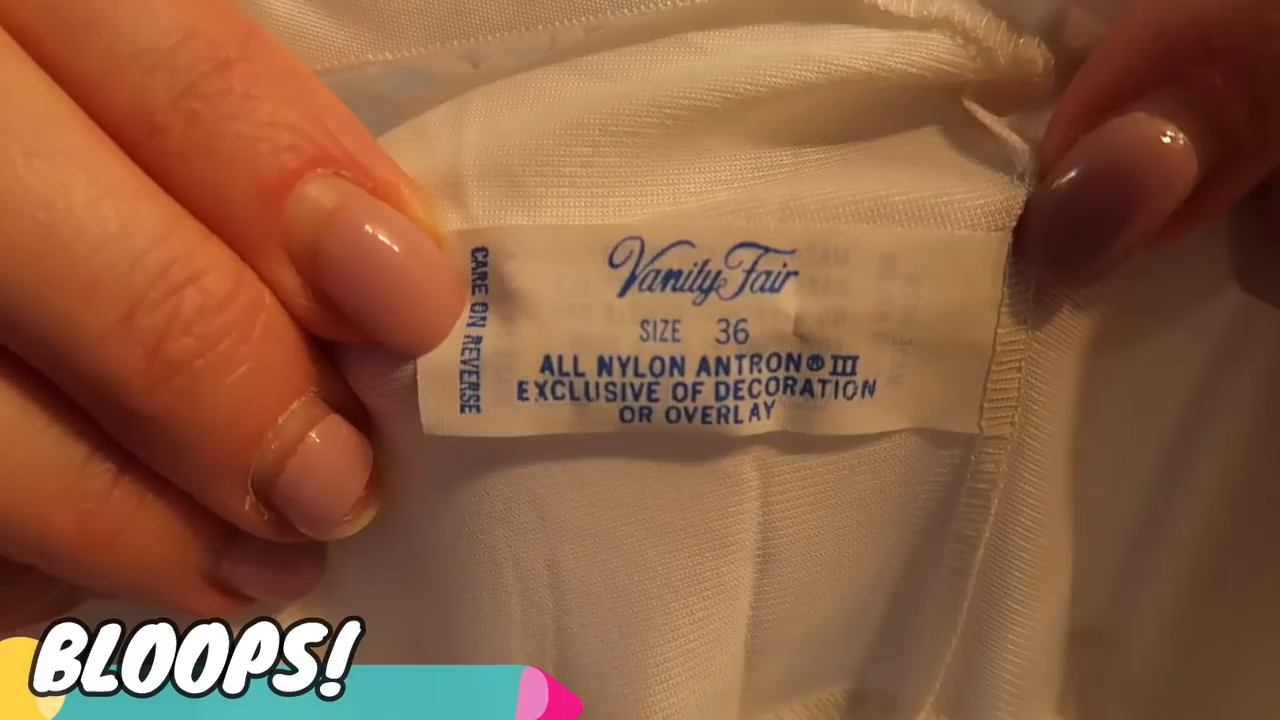 Vanity Fair
SIZE 36
ALL NYLON ANTRON® III
EXCLUSIVE OF DECORATION
OR OVERLAY
CARE ON REVERSE
BLOOPS!